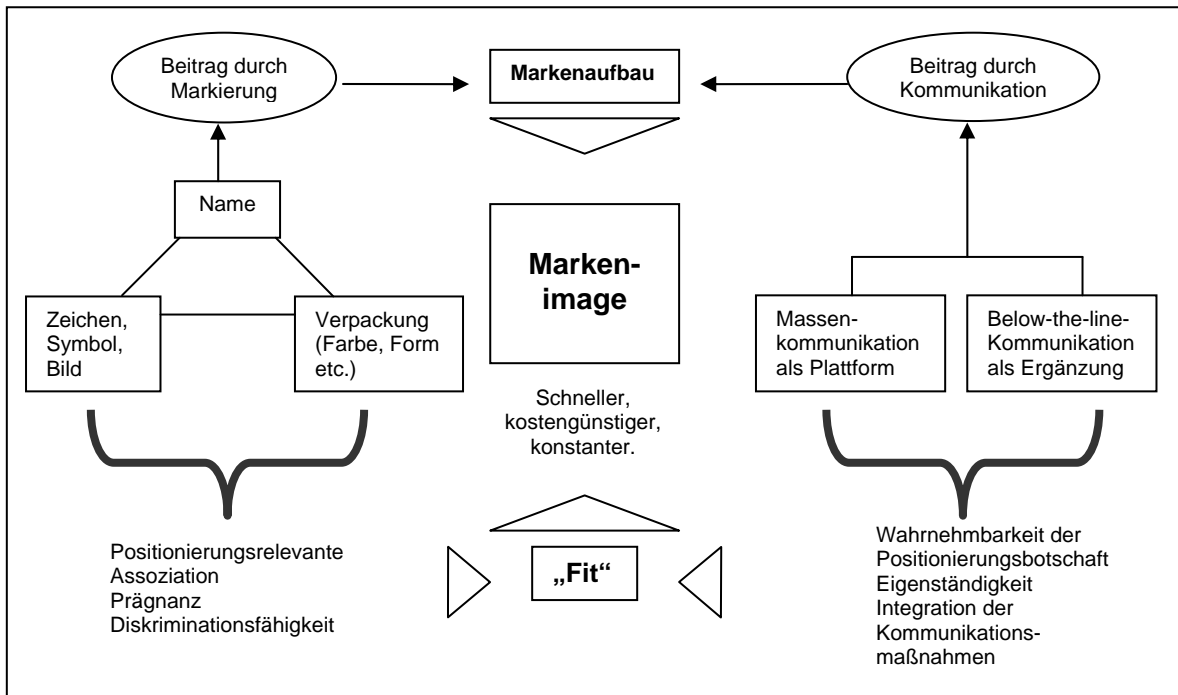 Beitrag durch
Markierung
Markenaufbau
Beitrag durch
Kommunikation
Name
Marken-
image
Zeichen,
Symbol,
Bild
Verpackung
(Farbe, Form
etc.)
Massen-
kommunikation
als Plattform
Below-the-line-
Kommunikation
als Ergänzung
Schneller,
kostengünstiger,
konstanter.
Positionierungsrelevante
Assoziation
Prägnanz
Diskriminationsfähigkeit
„Fit“
Wahrnehmbarkeit der
Positionierungsbotschaft
Eigenständigkeit
Integration der
Kommunikations-
maßnahmen